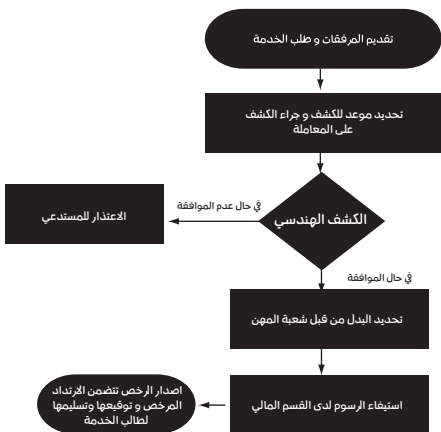 تقديم المرفقات و طلب الخدمة
تحديد موعد للكشف و جراء الكشف
على المعاملة
الكشف الهندسي
في حال عدم الموافقة
الاعتذار للمستدعي
في حال الموافقة
تحديد البدل من قبل شعبة المهن
استيفاء الرسوم لدى القسم المالي
اصدار الرخص تتضمن الارتداد
المرخص و توقيعها وتسليمها
لطالب الخدمة